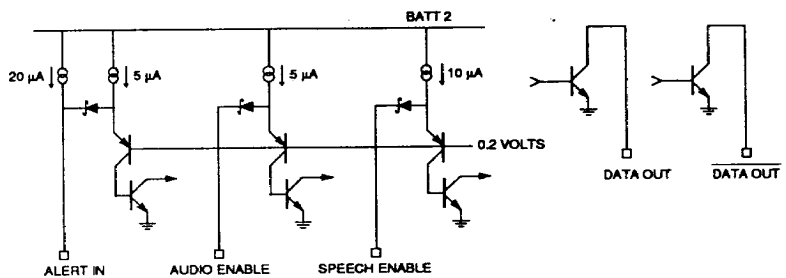 BATT 2
20 µA
5 µA
5 µA
10 µA
0.2 VOLTS
DATA OUT
DATA OUT
ALERT IN
AUDIO ENABLE
SPEECH ENABLE